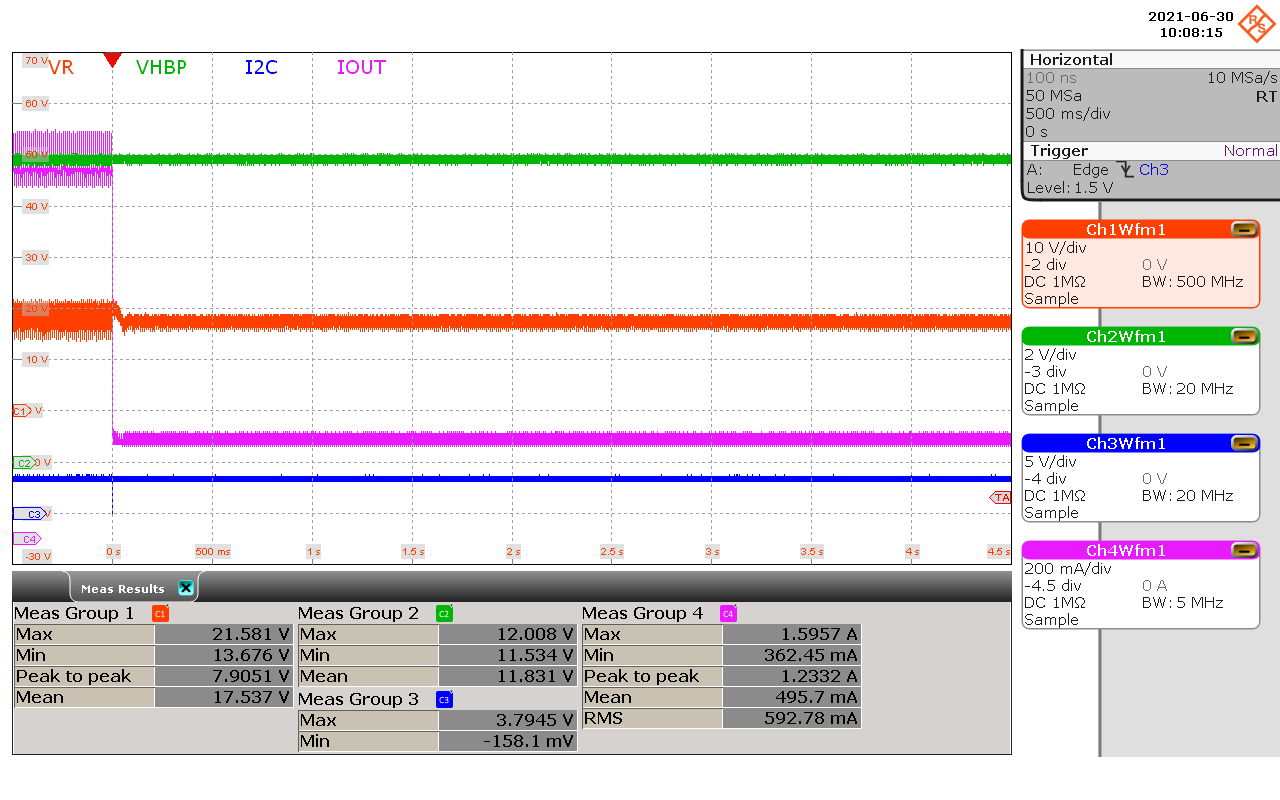 2021-06-30
10:08:15
R&S
70 V
VR
VHBP
I2C
IOUT
60 V
50 V
40 V
30 V
20 V
10 V
C1
0 V
C2
0 V
C3
V
C4
-30 V
TA
0 s
500 ms
1 s
1.5 s
2 s
2.5 s
3 s
3.5 s
4 s
4.5 s
Horizontal
100 ns
10 MSa/s
50 MSa
RT
500 ms/div
0 s
Trigger
Normal
A:
Edge
Ch3
Level: 1.5 V
Ch1Wfm1
10 V/div
-2 div
0 V
DC 1MΩ
BW: 500 MHz
Sample
Ch2Wfm1
2 V/div
-3 div
0 V
DC 1MΩ
BW: 20 MHz
Sample
Ch3Wfm1
5 V/div
-4 div
0 V
DC 1MΩ
BW: 20 MHz
Sample
Ch4Wfm1
200 mA/div
-4.5 div
0 A
DC 1MΩ
BW: 5 MHz
Sample
Meas Results
Meas Group 1
C1
Max
21.581 V
Min
13.676 V
Peak to peak
7.9051 V
Mean
17.537 V
Meas Group 2
C2
Max
12.008 V
Min
11.534 V
Mean
11.831 V
Meas Group 3
C3
Max
3.7945 V
Min
-158.1 mV
Meas Group 4
C4
Max
1.5957 A
Min
362.45 mA
Peak to peak
1.2332 A
Mean
495.7 mA
RMS
592.78 mA